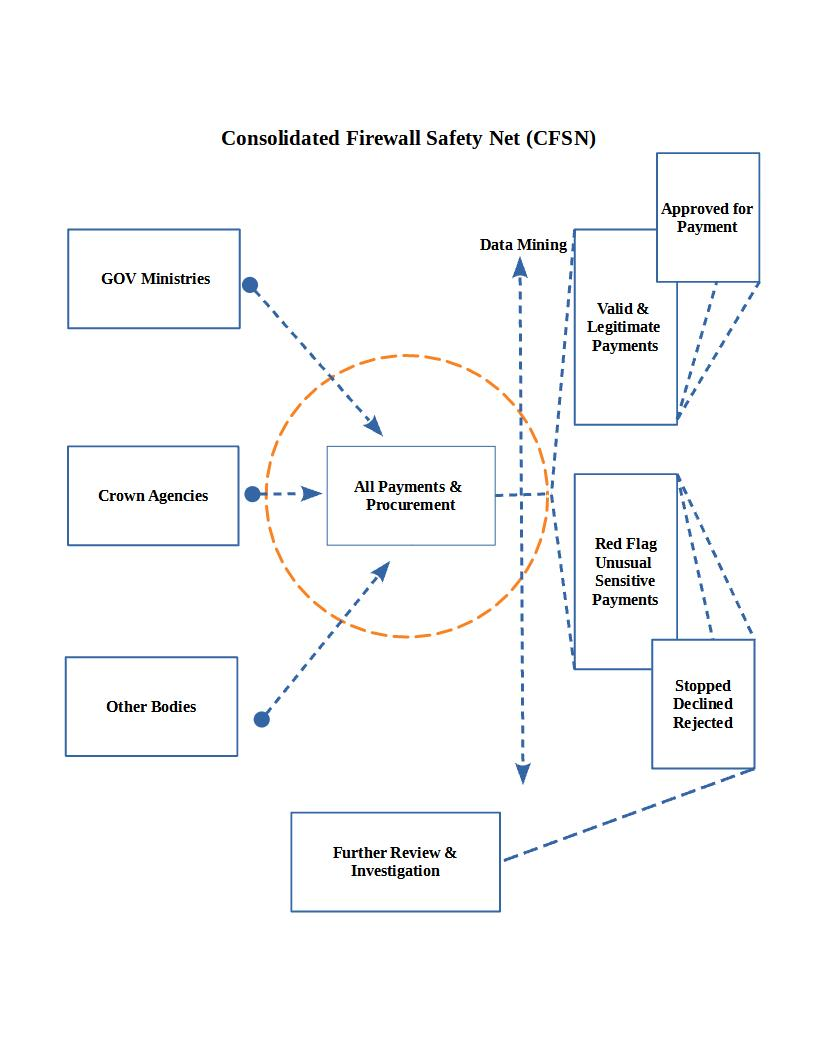 Consolidated Firewall Safety Net (CFSN)
Approved for
Payment
Data Mining
GOV Ministries
Valid &
Legitimate
Payments
Crown Agencies
All Payments &
Procurement
Red Flag
Unusual
Sensitive
Payments
Other Bodies
Stopped
Declined
Rejected
Further Review &
Investigation